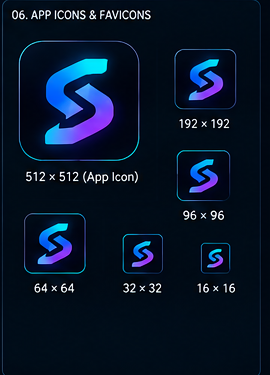 06. APP ICONS & FAVICONS
512 × 512 (App Icon)
192 × 192
96 × 96
64 × 64
32 × 32
16 × 16